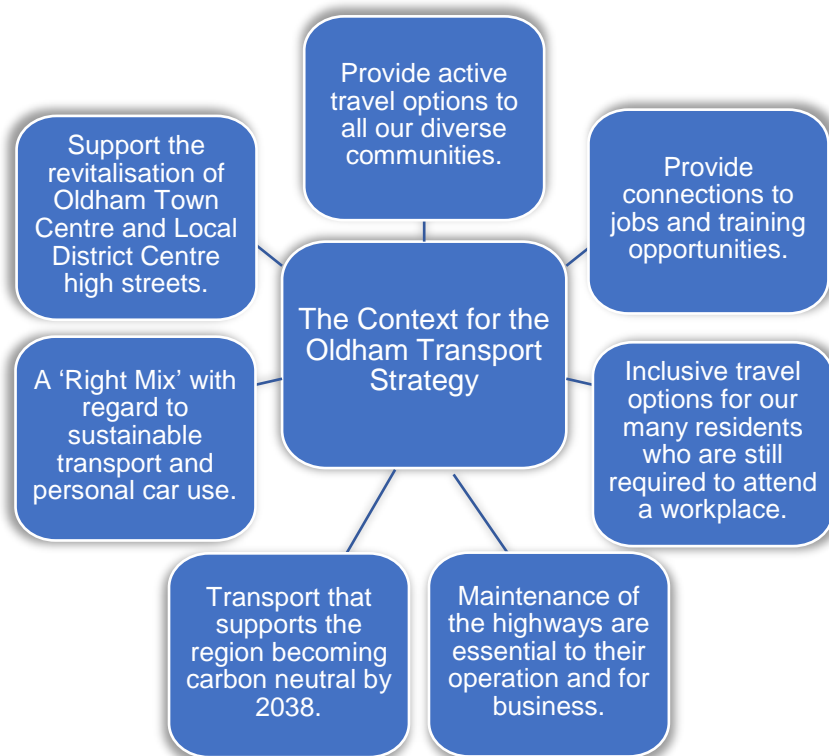 The Context for the
Oldham Transport
Strategy
Provide active
travel options to
all our diverse
communities.
Provide
connections to
jobs and training
opportunities.
Inclusive travel
options for our
many residents
who are still
required to attend
a workplace.
Maintenance of
the highways are
essential to their
operation and for
business.
Transport that
supports the
region becoming
carbon neutral by
2038.
A ‘Right Mix’ with
regard to
sustainable
transport and
personal car use.
Support the
revitalisation of
Oldham Town
Centre and Local
District Centre
high streets.